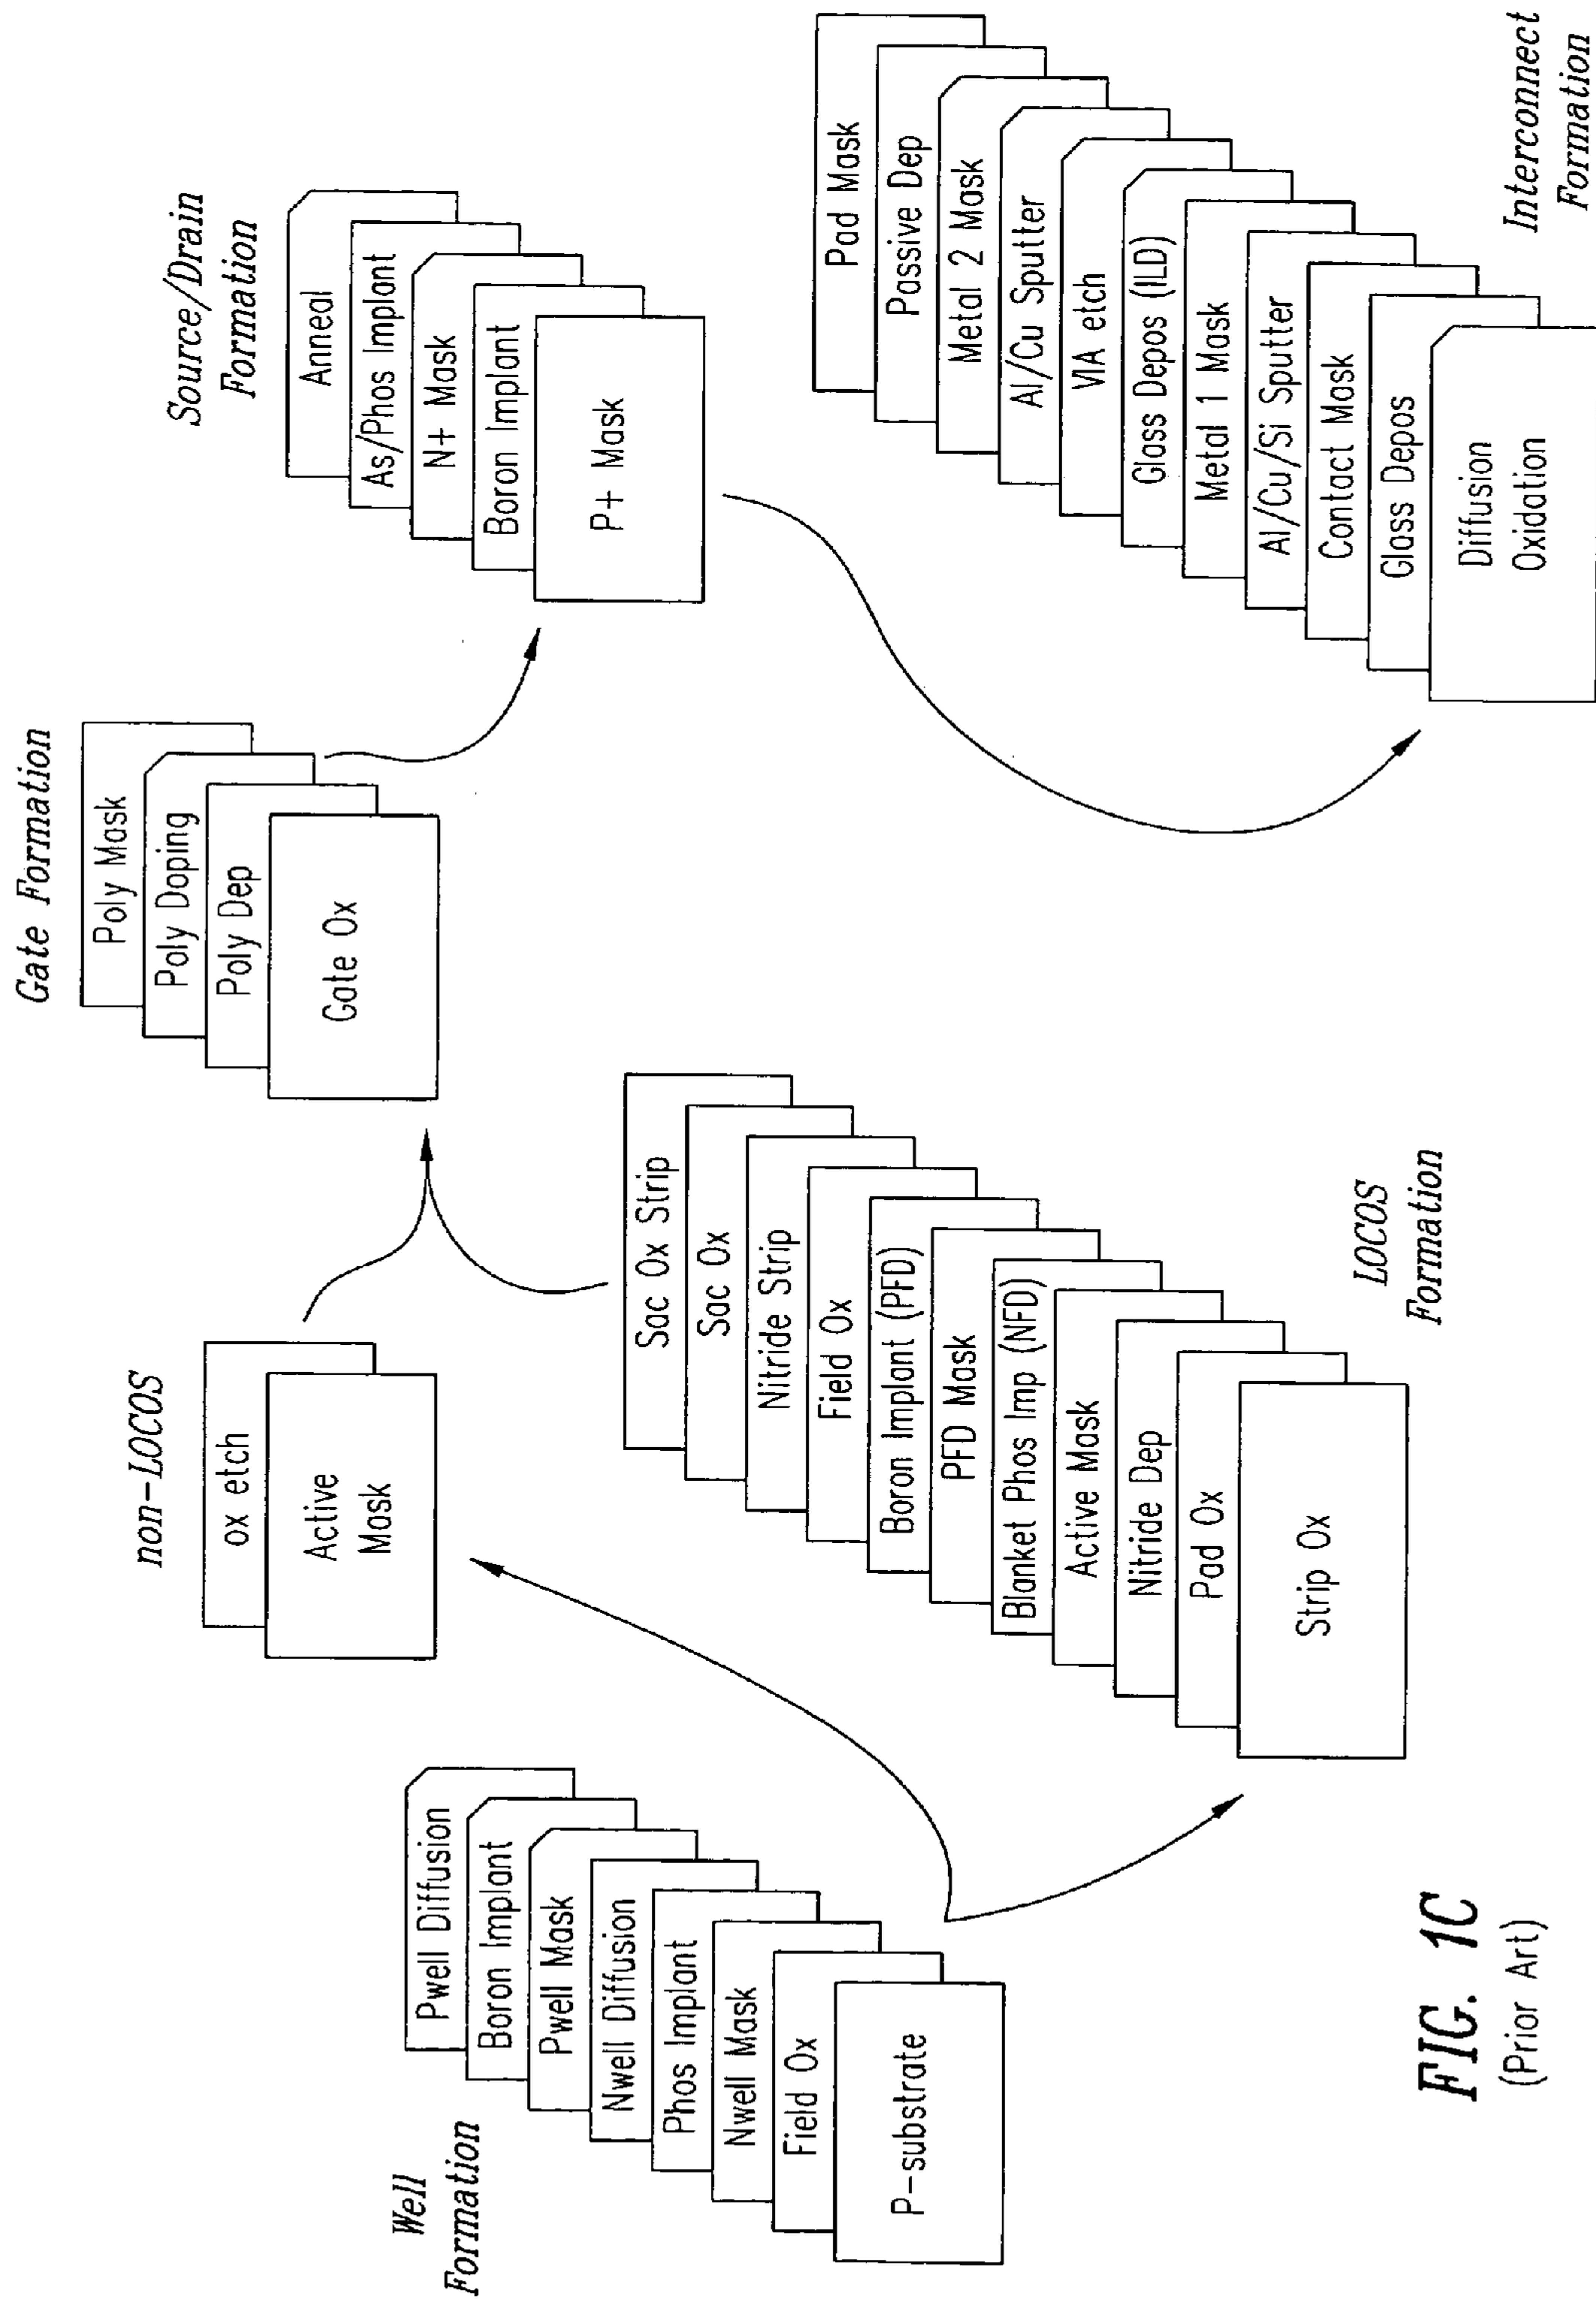 Well
Formation
Pwell Diffusion
Boron Implant
Pwell Mask
Nwell Diffusion
Phos Implant
Nwell Mask
Field Ox
P-substrate
non-LOCOS
ox etch
Active
Mask
Sac Ox Strip
Sac Ox
Nitride Strip
Field Ox
Boron Implant (PFD)
PFD Mask
Blanket Phos Imp (NFD)
Active Mask
Nitride Dep
Pad Ox
Strip Ox
LOCOS
Formation
Gate Formation
Poly Mask
Poly Doping
Poly Dep
Gate Ox
Source/Drain
Formation
Anneal
As/Phos Implant
N+ Mask
Boron Implant
P+ Mask
Pad Mask
Passive Dep
Metal 2 Mask
Al/Cu Sputter
VIA etch
Glass Depos (ILD)
Metal 1 Mask
Al/Cu/Si Sputter
Contact Mask
Glass Depos
Diffusion
Oxidation
Interconnect
Formation
FIG. 1C
(Prior Art)